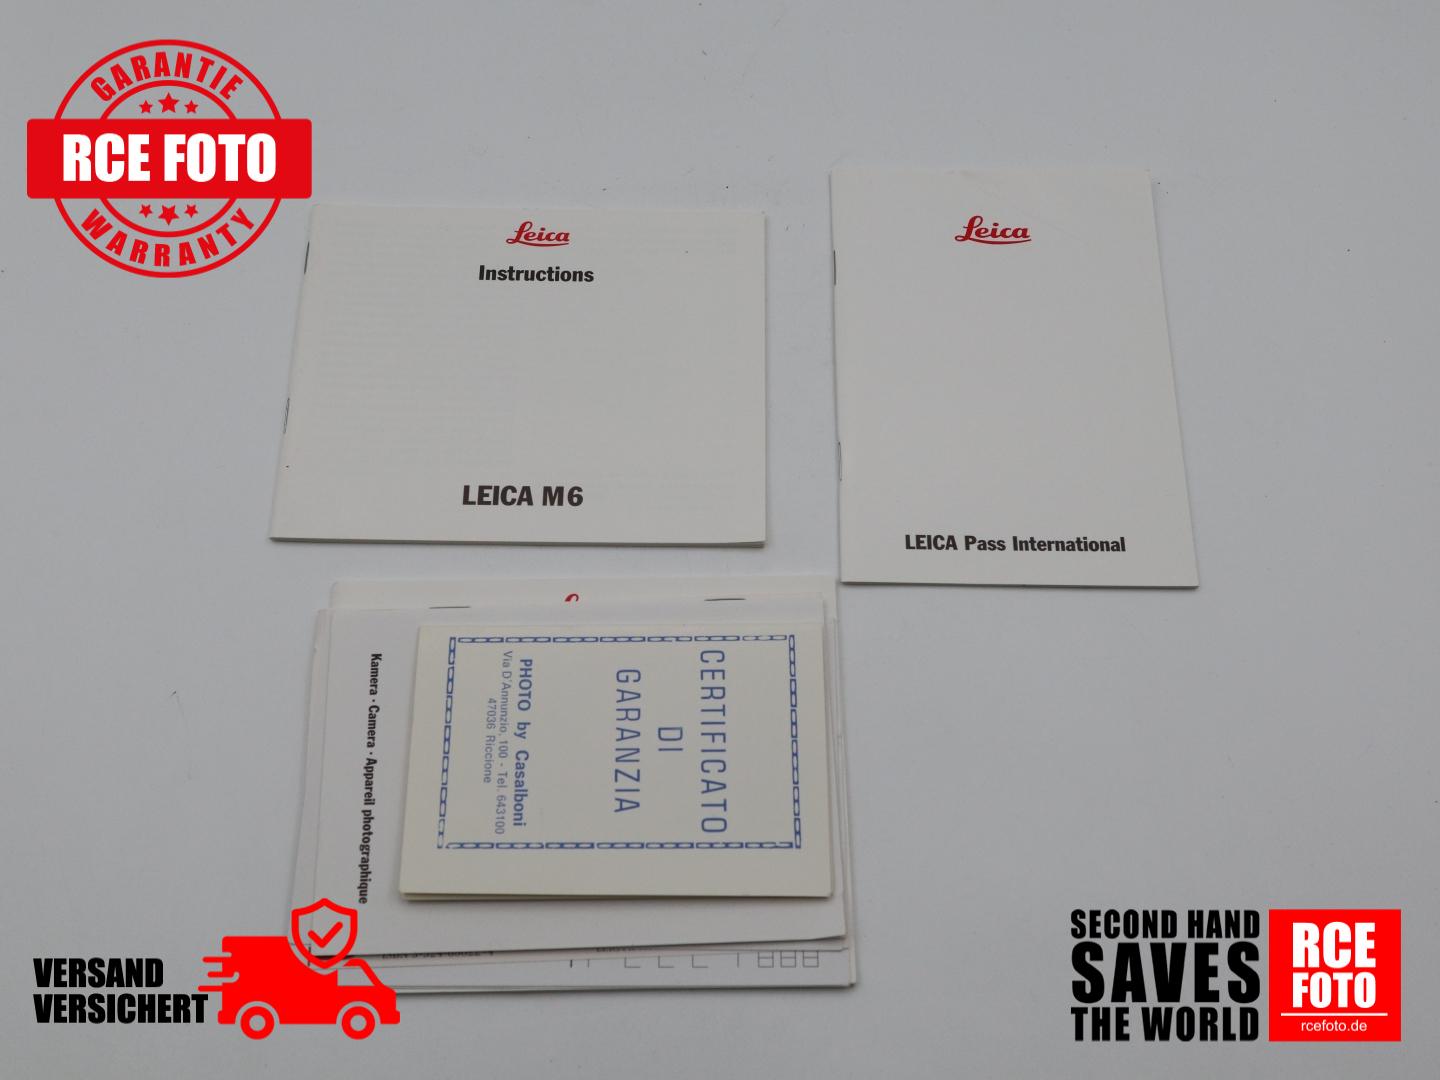 GARANTIE
RCE FOTO
WARRANTY
Leica
Instructions
LEICA M6
Leica
LEICA Pass International
CERTIFICATO
DI
GARANZIA
PHOTO by Casalboni
Via D'Annunzio, 100 - Tel. 643100
47036 Riccione
Kamera · Camera · Appareil photographique
VERSAND
VERSICHERT
SECOND HAND
SAVES
THE WORLD
RCE
FOTO
rcefoto.de